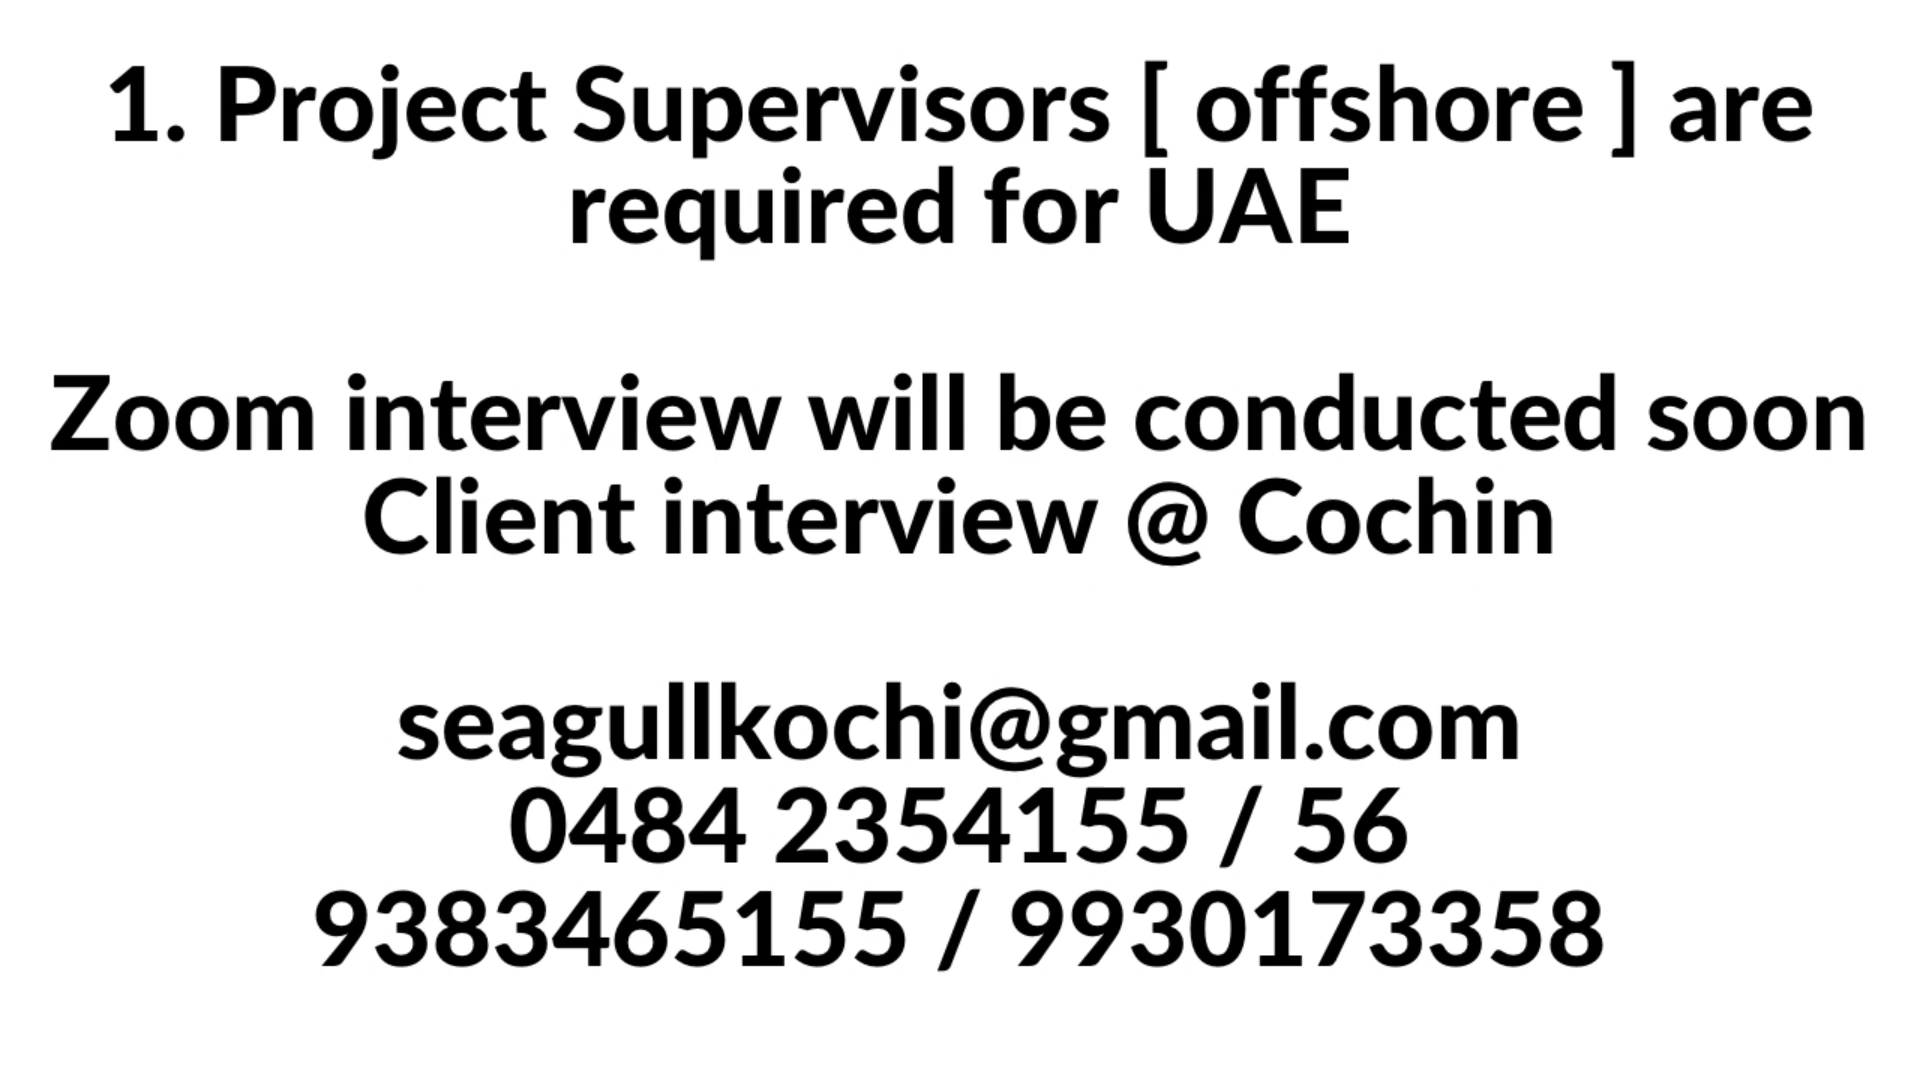 1. Project Supervisors [ offshore ] are
required for UAE
Zoom interview will be conducted soon
Client interview @ Cochin
seagullkochi@gmail.com
0484 2354155 / 56
9383465155 / 9930173358